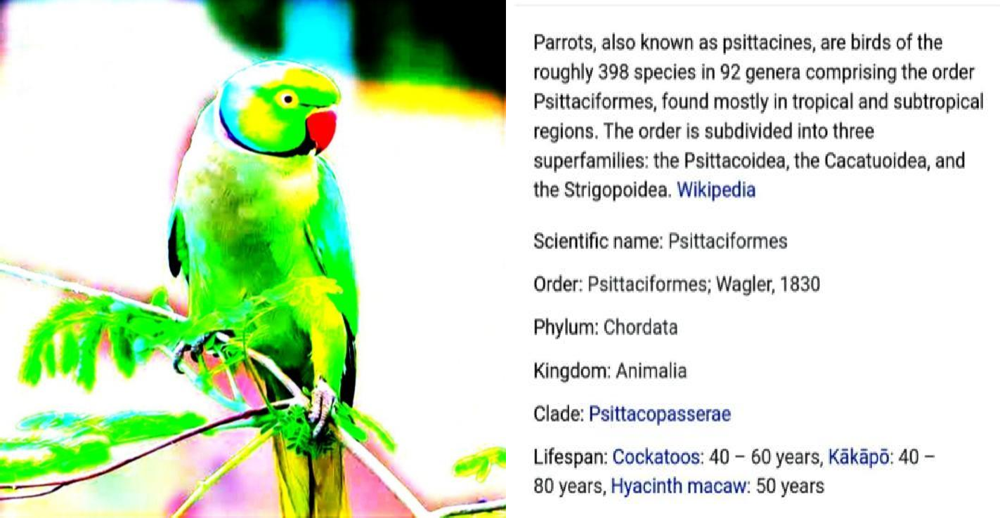 Parrots, also known as psittacines, are birds of the
roughly 398 species in 92 genera comprising the order
Psittaciformes, found mostly in tropical and subtropical
regions. The order is subdivided into three
superfamilies: the Psittacoidea, the Cacatuoidea, and
the Strigopoidea. Wikipedia
Scientific name: Psittaciformes
Order: Psittaciformes; Wagler, 1830
Phylum: Chordata
Kingdom: Animalia
Clade: Psittacopasserae
Lifespan: Cockatoos: 40 – 60 years, Kākāpō: 40 –
80 years, Hyacinth macaw: 50 years